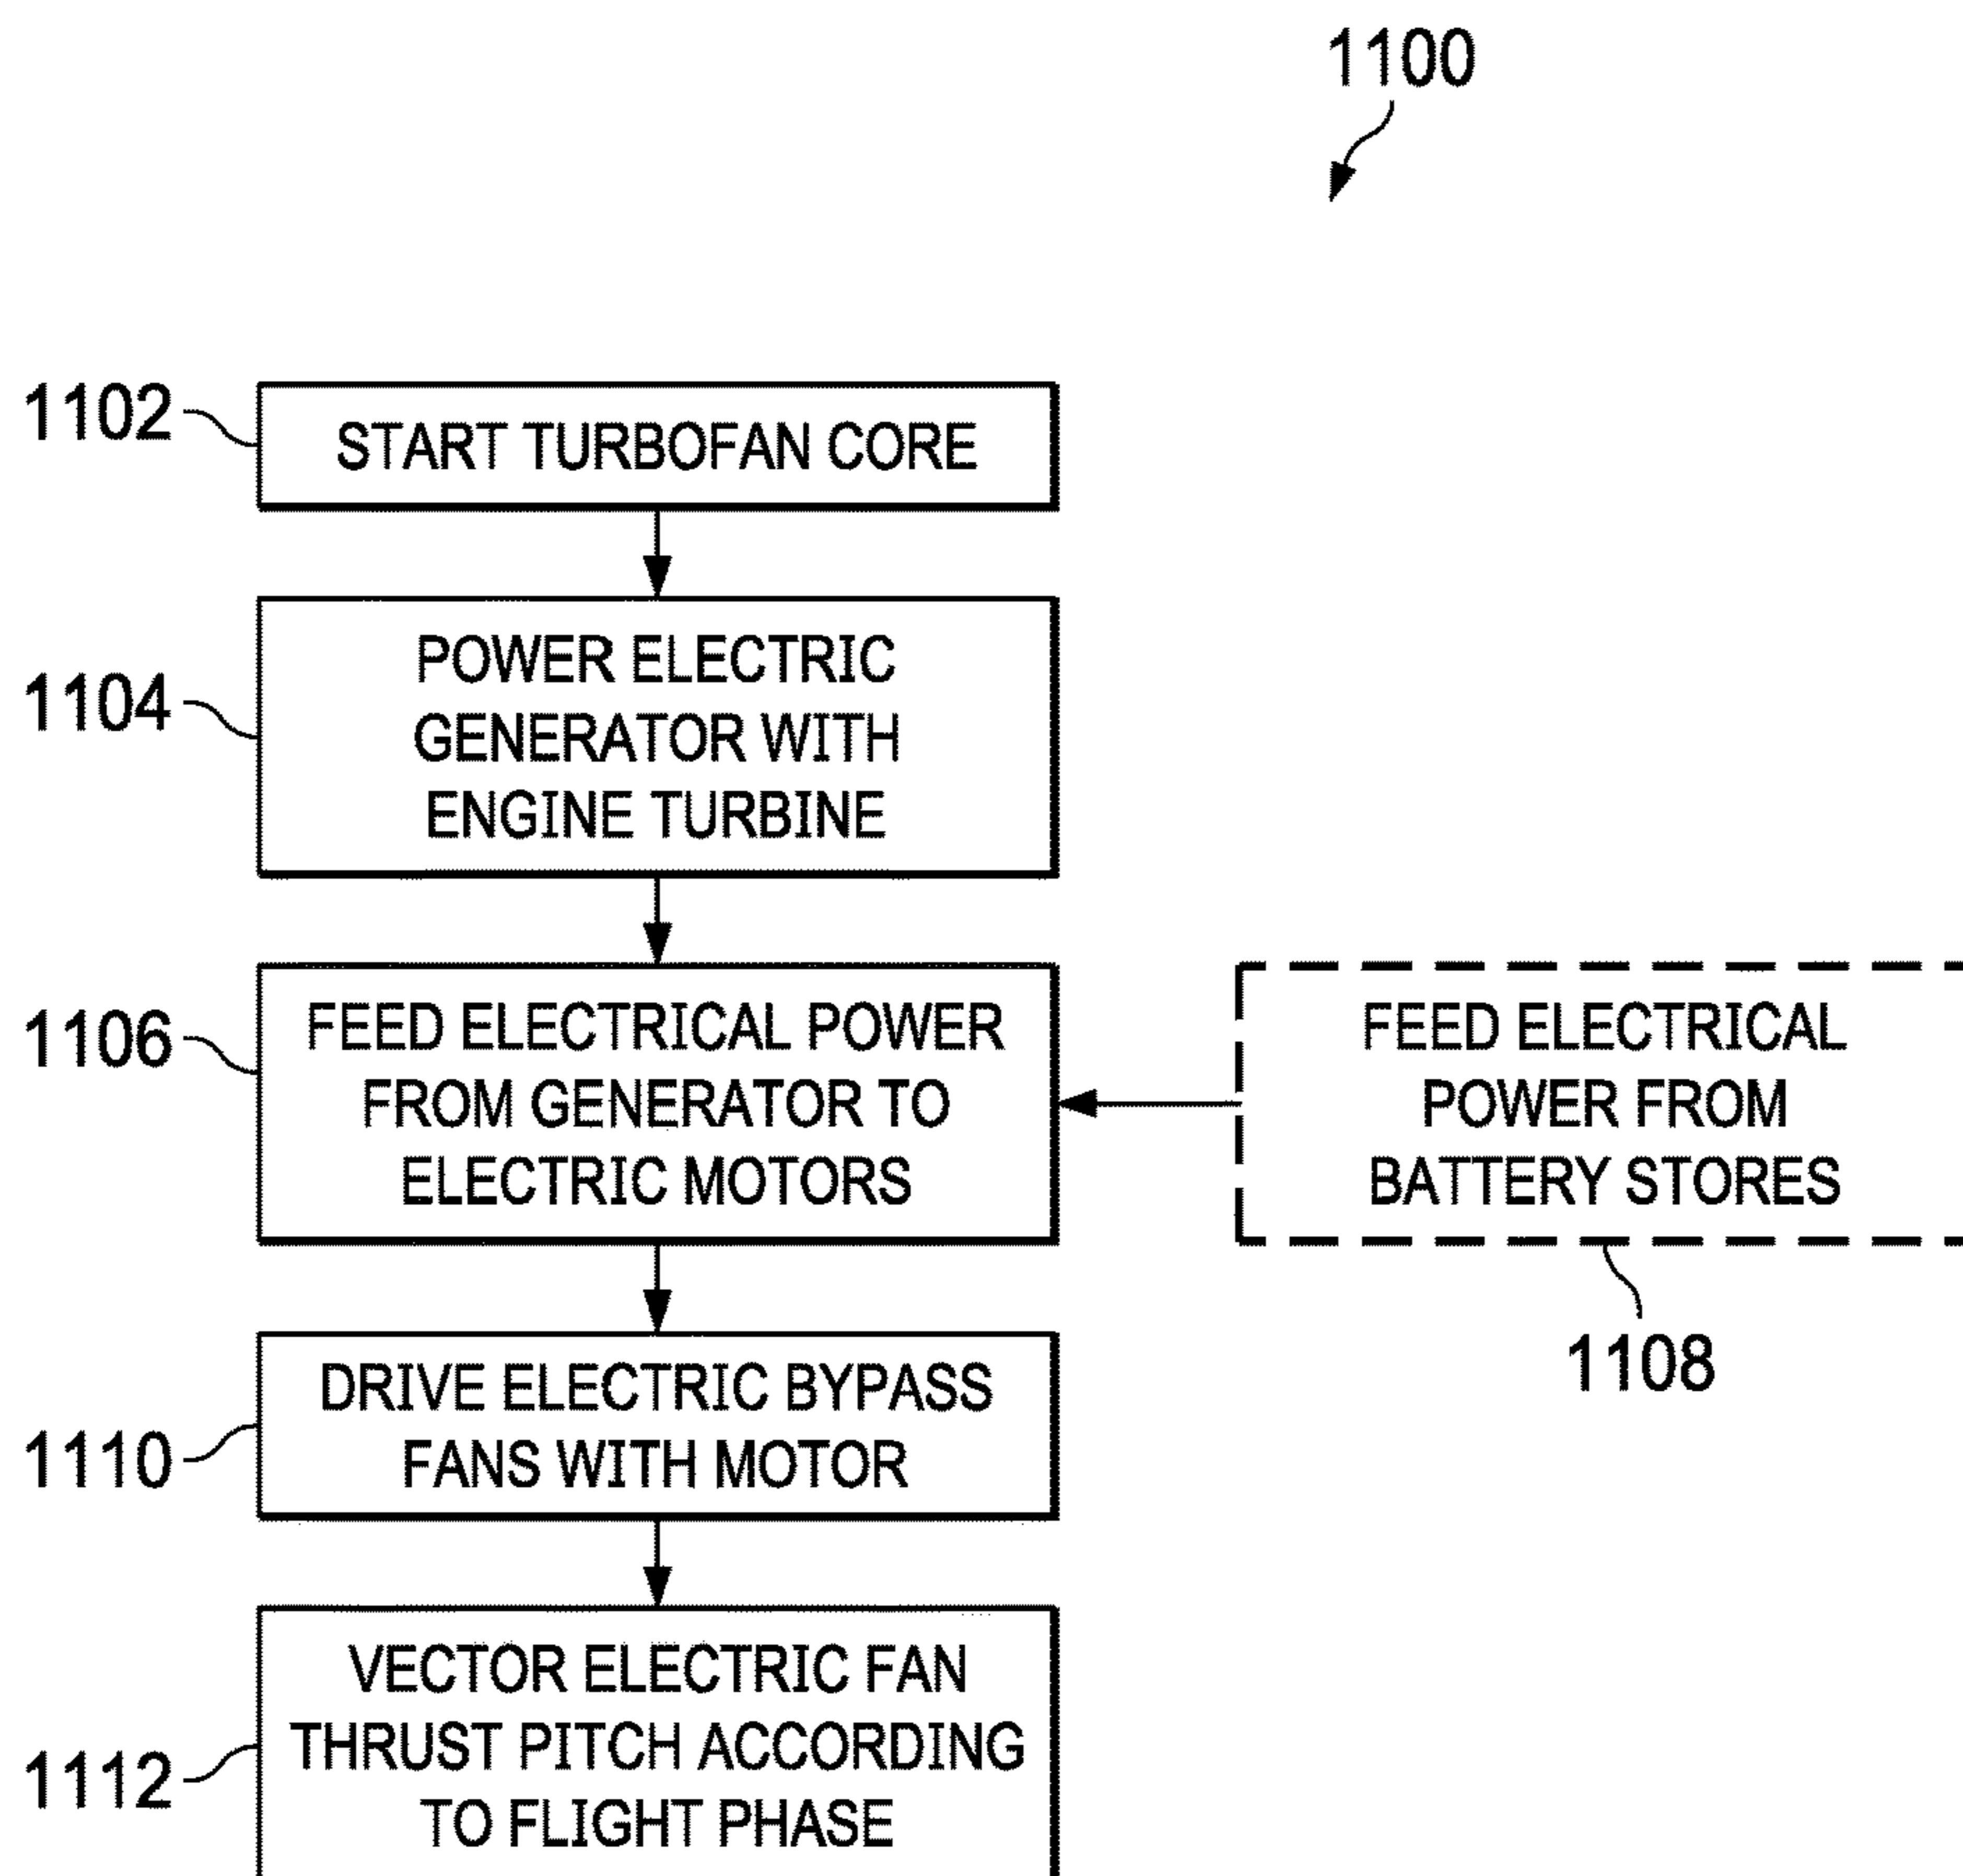 1100
1102
START TURBOFAN CORE
1104
POWER ELECTRIC
GENERATOR WITH
ENGINE TURBINE
1106
FEED ELECTRICAL POWER
FROM GENERATOR TO
ELECTRIC MOTORS
FEED ELECTRICAL
POWER FROM
BATTERY STORES
1108
1110
DRIVE ELECTRIC BYPASS
FANS WITH MOTOR
1112
VECTOR ELECTRIC FAN
THRUST PITCH ACCORDING
TO FLIGHT PHASE